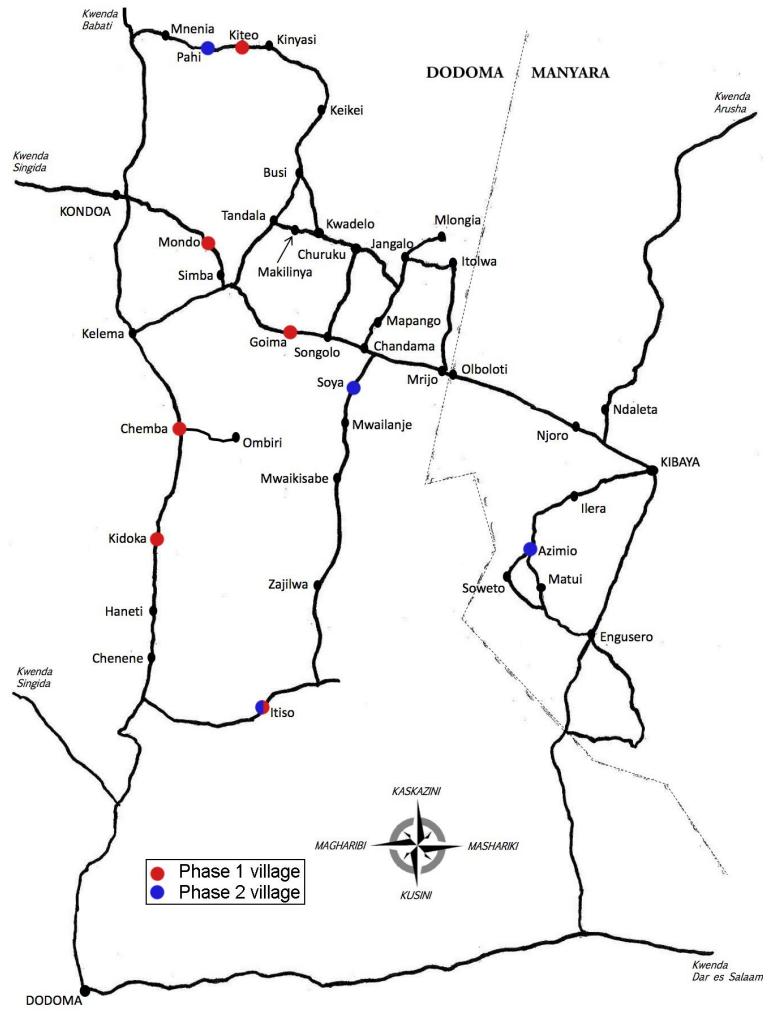 Kwenda
Babati
Mnenia
Kiteo
Kinyasi
Pahi
DODOMA
MANYARA
Kwenda
Arusha
Keikei
Kwenda
Singida
Busi
KONDOA
Tandala
Kwadelo
Mlongia
Mondo
Churuku
Jangalo
Itolwa
Simba
Makilinya
Mapango
Kelema
Goima
Songolo
Chandama
Soya
Mrijo
Olboloti
Ndaleta
Chemba
Ombiri
Mwailanje
Njoro
KIBAYA
Mwaikisabe
Ilera
Kidoka
Azimio
Zajilwa
Soweto
Matui
Haneti
Engusero
Chenene
Kwenda
Singida
Itiso
KASKAZINI
MAGHARIBI
MASHARIKI
KUSINI
Phase 1 village
Phase 2 village
Kwenda
Dar es Salaam
DODOMA